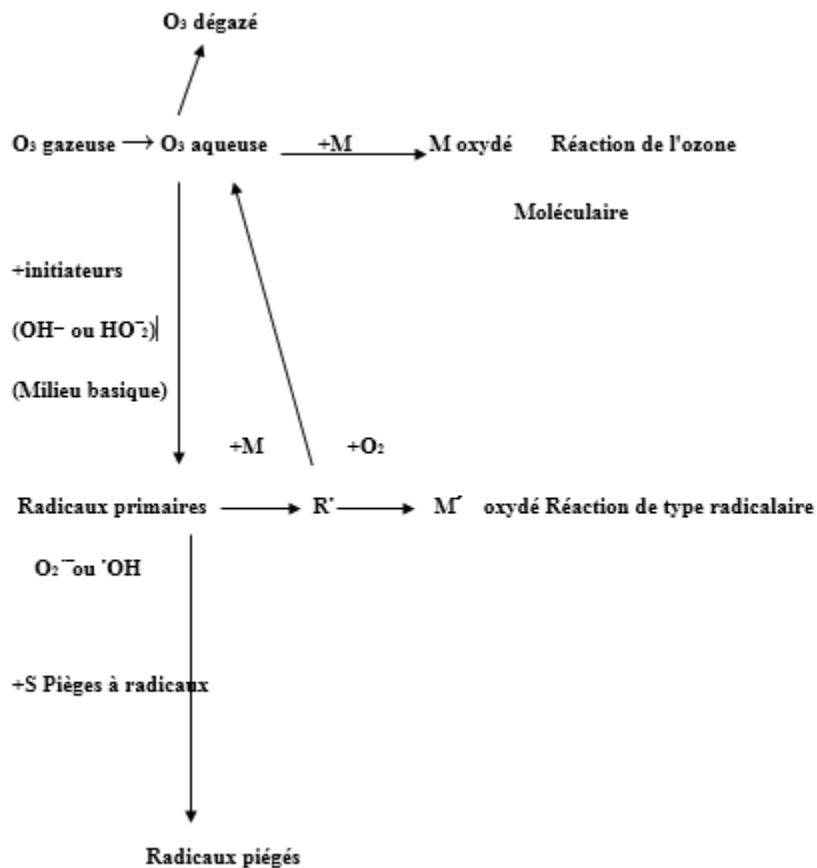 O₃ dégazé
O₃ gazeuse → O₃ aqueuse +M M oxydé Réaction de l'ozone
Moléculaire
+initiateurs
(OH− ou HO⁻₂)
(Milieu basique)
+M +O₂
Radicaux primaires R˙ M´ oxydé Réaction de type radicalaire
O₂˙⁻ou ˙OH
+S Pièges à radicaux
Radicaux piégés